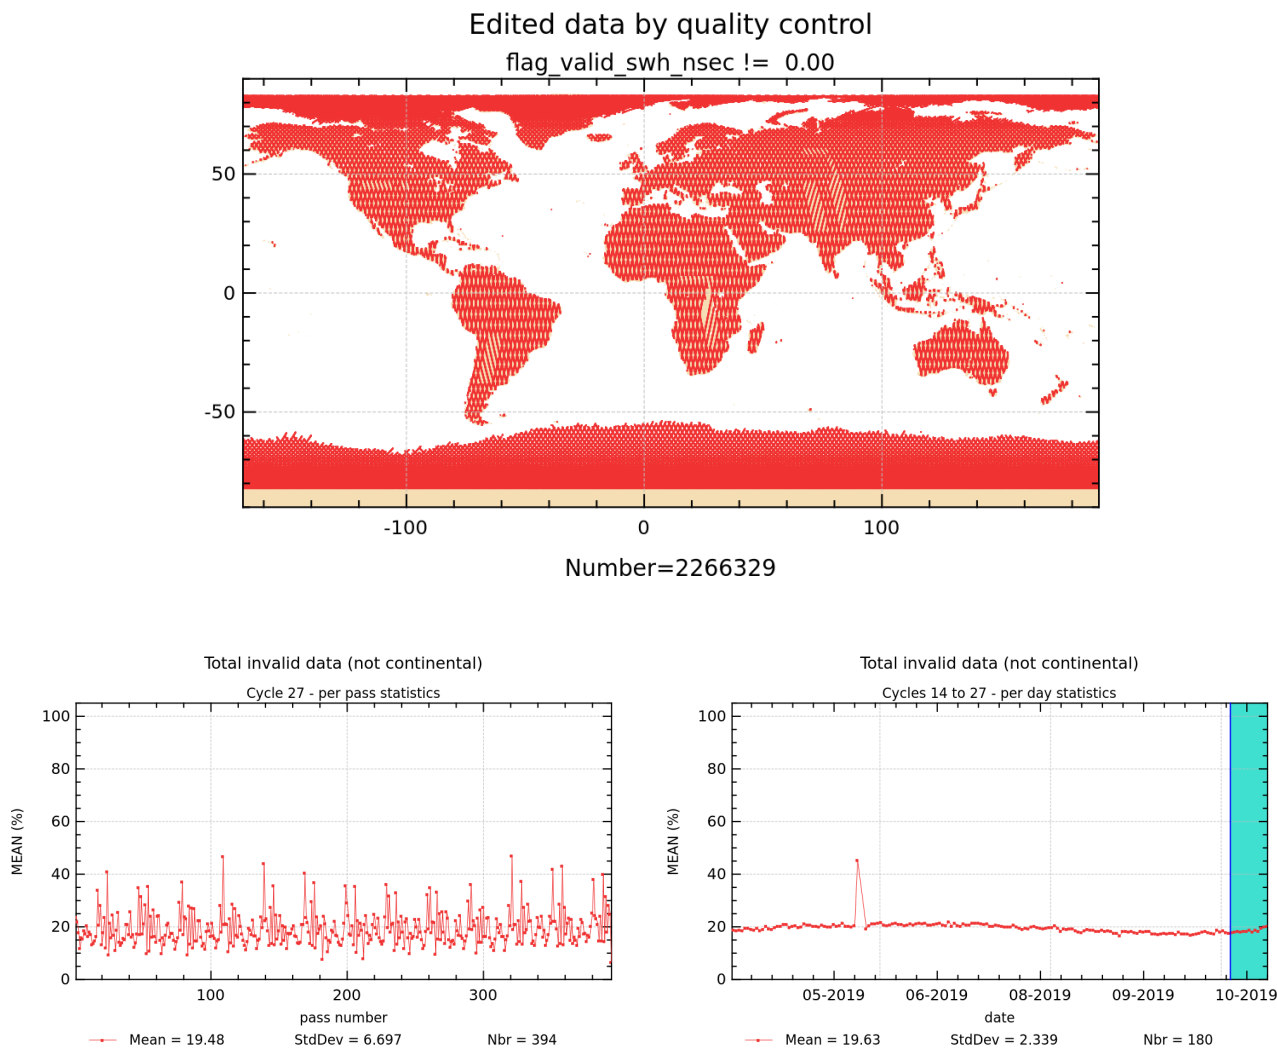 Edited data by quality control
flag_valid_swh_nsec !=  0.00
50
0
-50
-100
0
100
Number=2266329
Total invalid data (not continental)
Cycle 27 - per pass statistics
MEAN (%)
100
80
60
40
20
0
100
200
300
pass number
Mean = 19.48
StdDev = 6.697
Nbr = 394
Total invalid data (not continental)
Cycles 14 to 27 - per day statistics
MEAN (%)
100
80
60
40
20
0
05-2019
06-2019
08-2019
09-2019
10-2019
date
Mean = 19.63
StdDev = 2.339
Nbr = 180